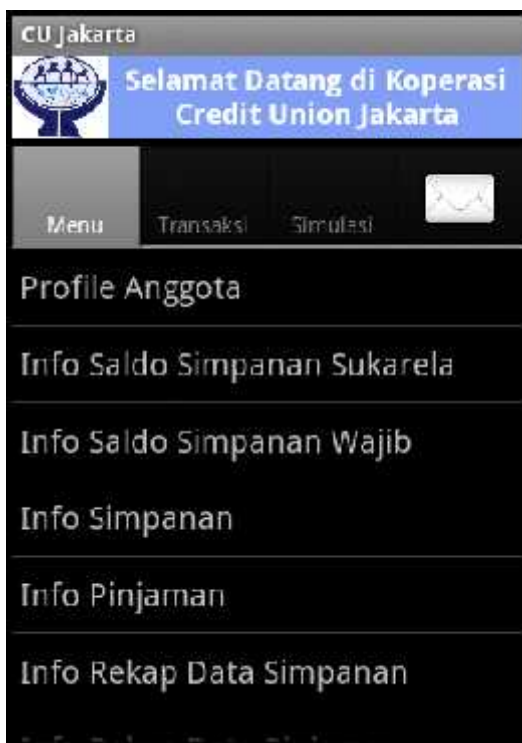 CU Jakarta
Selamat Datang di Koperasi
Credit Union Jakarta
Menu Transaksi Simulasi
Profile Anggota
Info Saldo Simpanan Sukarela
Info Saldo Simpanan Wajib
Info Simpanan
Info Pinjaman
Info Rekap Data Simpanan